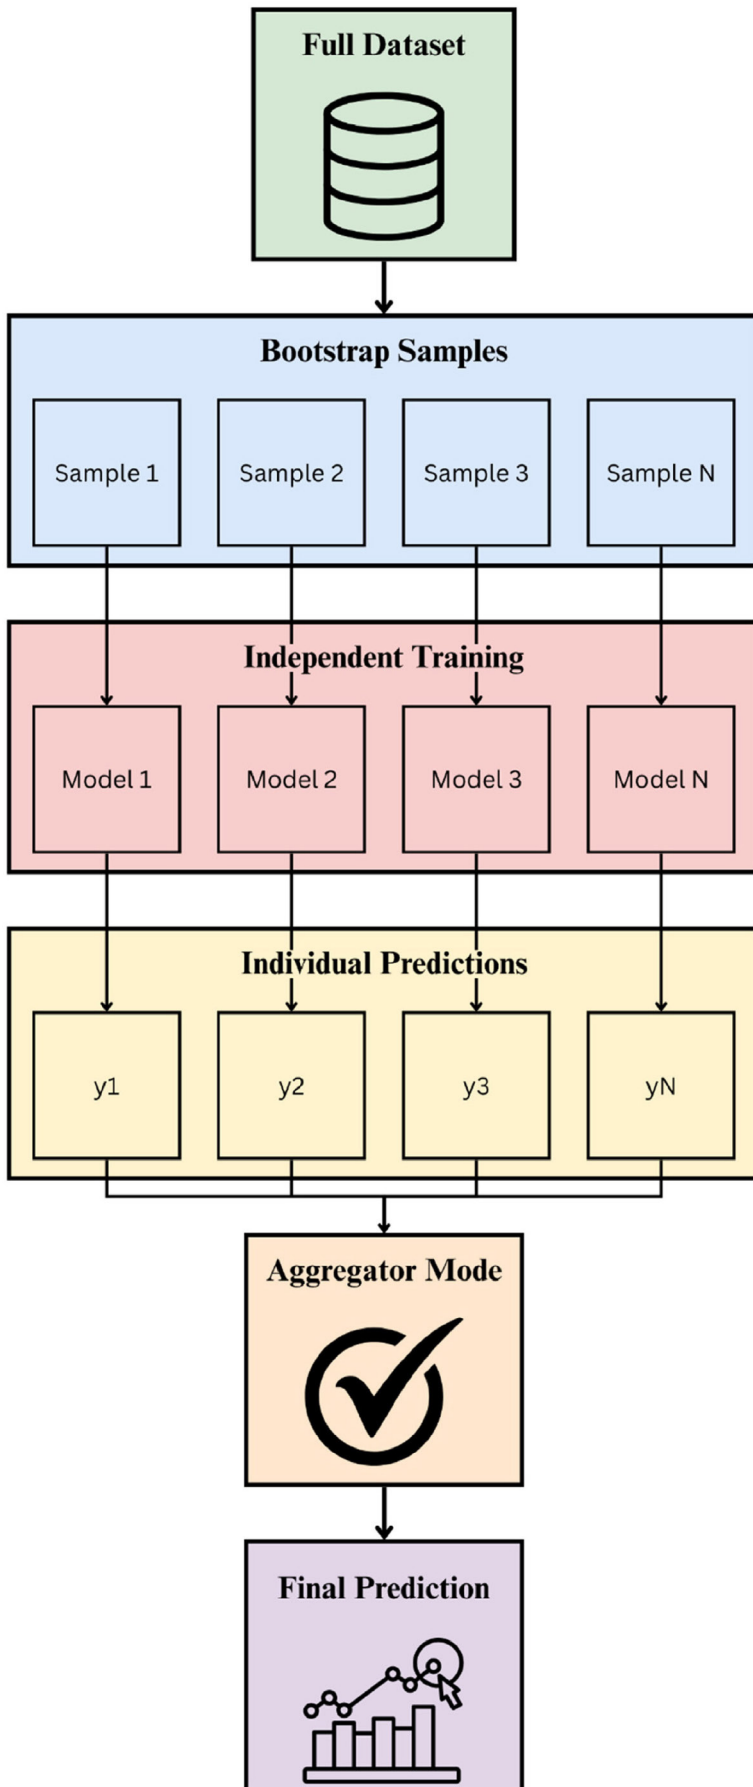 Full Dataset
Bootstrap Samples
Sample 1
Sample 2
Sample 3
Sample N
Independent Training
Model 1
Model 2
Model 3
Model N
Individual Predictions
y1
y2
y3
yN
Aggregator Mode
Final Prediction